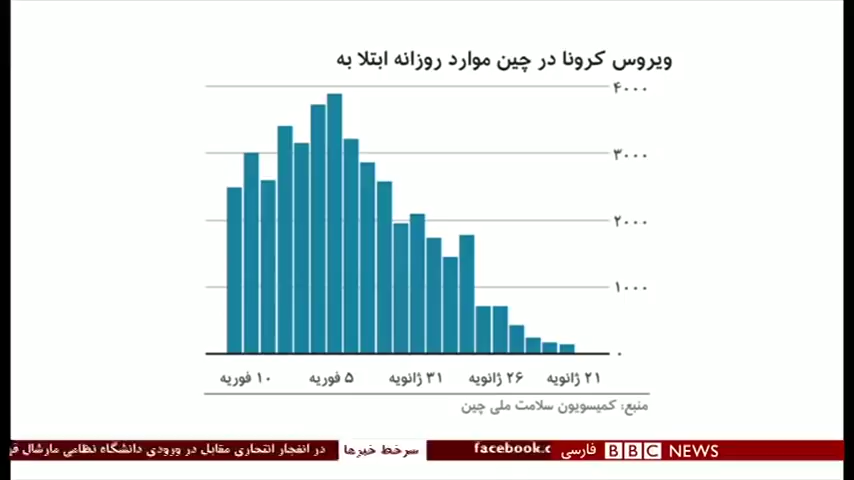 ویروس کرونا در چین موارد روزانه ابتلا به
۴۰۰۰
۳۰۰۰
۲۰۰۰
۱۰۰۰
۰
۲۱ ژانویه
۲۶ ژانویه
۳۱ ژانویه
۵ فوریه
۱۰ فوریه
منبع: کمیسیون سلامت ملی چین
BBC NEWS فارسی
facebook.c
سرخط خبرها
در انفجار انتحاری مقابل در ورودی دانشگاه نظامی مارشال